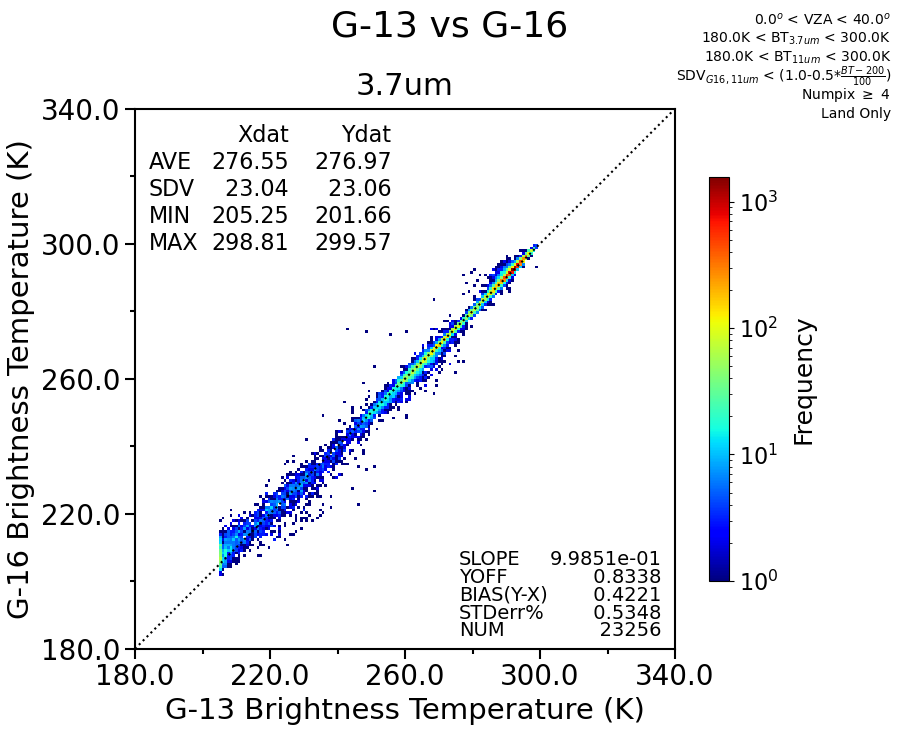 G-13 vs G-16
0.0° < VZA < 40.0°
180.0K < BT3.7um < 300.0K
180.0K < BT11um < 300.0K
SDVG16,11um < (1.0-0.5*(BT−200)/100)
Numpix ≥ 4
Land Only
3.7um
Xdat Ydat
AVE 276.55 276.97
SDV 23.04 23.06
MIN 205.25 201.66
MAX 298.81 299.57
SLOPE 9.9851e-01
YOFF 0.8338
BIAS(Y-X) 0.4221
STDerr% 0.5348
NUM 23256
340.0
300.0
260.0
220.0
180.0
G-16 Brightness Temperature (K)
180.0 220.0 260.0 300.0 340.0
G-13 Brightness Temperature (K)
10³
10²
10¹
10⁰
Frequency